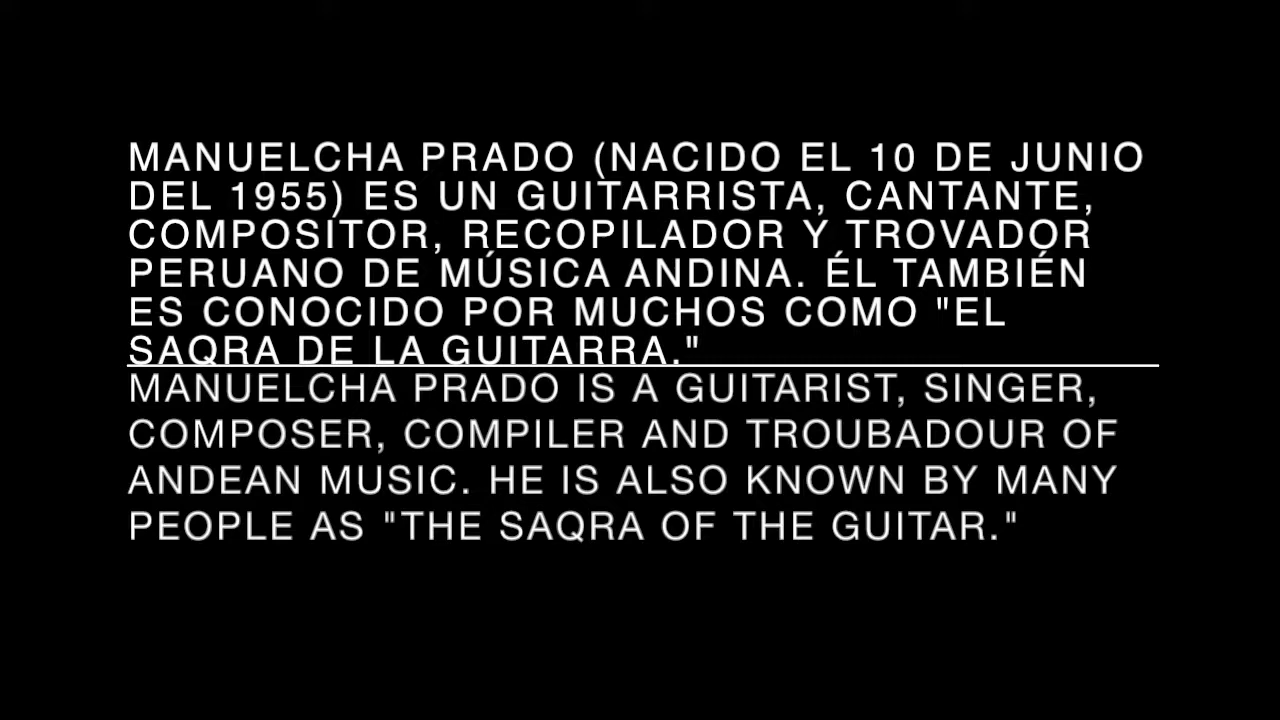 MANUELCHA PRADO (NACIDO EL 10 DE JUNIO
DEL 1955) ES UN GUITARRISTA, CANTANTE,
COMPOSITOR, RECOPILADOR Y TROVADOR
PERUANO DE MÚSICA ANDINA. ÉL TAMBIÉN
ES CONOCIDO POR MUCHOS COMO "EL
SAQRA DE LA GUITARRA."
MANUELCHA PRADO IS A GUITARIST, SINGER,
COMPOSER, COMPILER AND TROUBADOUR OF
ANDEAN MUSIC. HE IS ALSO KNOWN BY MANY
PEOPLE AS "THE SAQRA OF THE GUITAR."